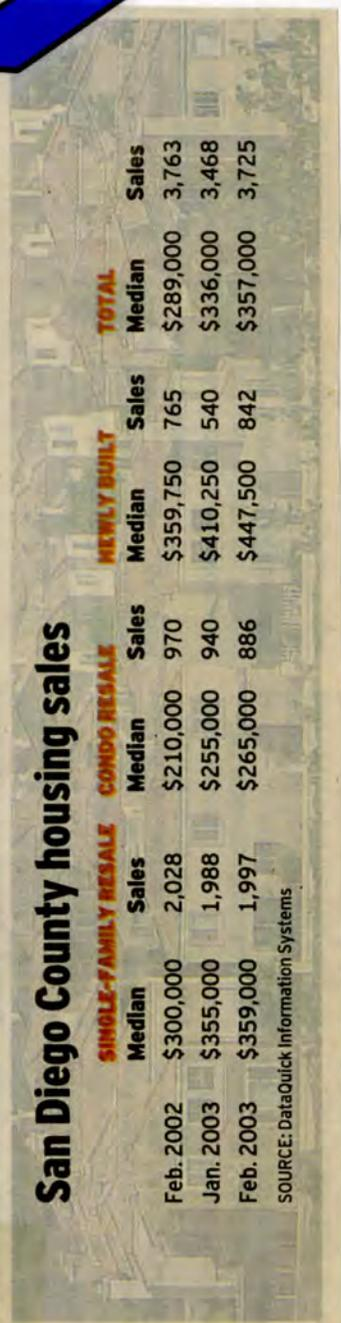 San Diego County housing sales
SINGLE-FAMILY RESALE CONDO RESALE NEWLY BUILT TOTAL
Median Sales Median Sales Median Sales Median Sales
Feb. 2002 $300,000 2,028 $210,000 970 $359,750 765 $289,000 3,763
Jan. 2003 $355,000 1,988 $255,000 940 $410,250 540 $336,000 3,468
Feb. 2003 $359,000 1,997 $265,000 886 $447,500 842 $357,000 3,725
SOURCE: DataQuick Information Systems